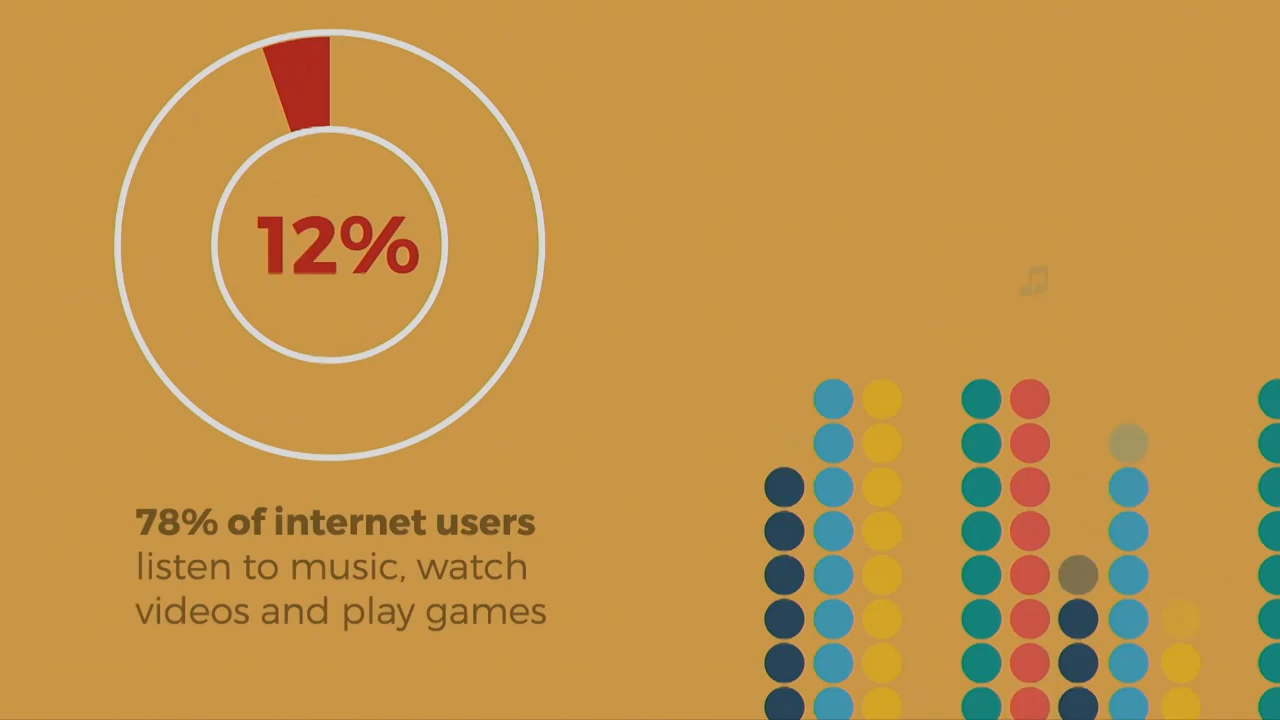 12%
78% of internet users
listen to music, watch
videos and play games